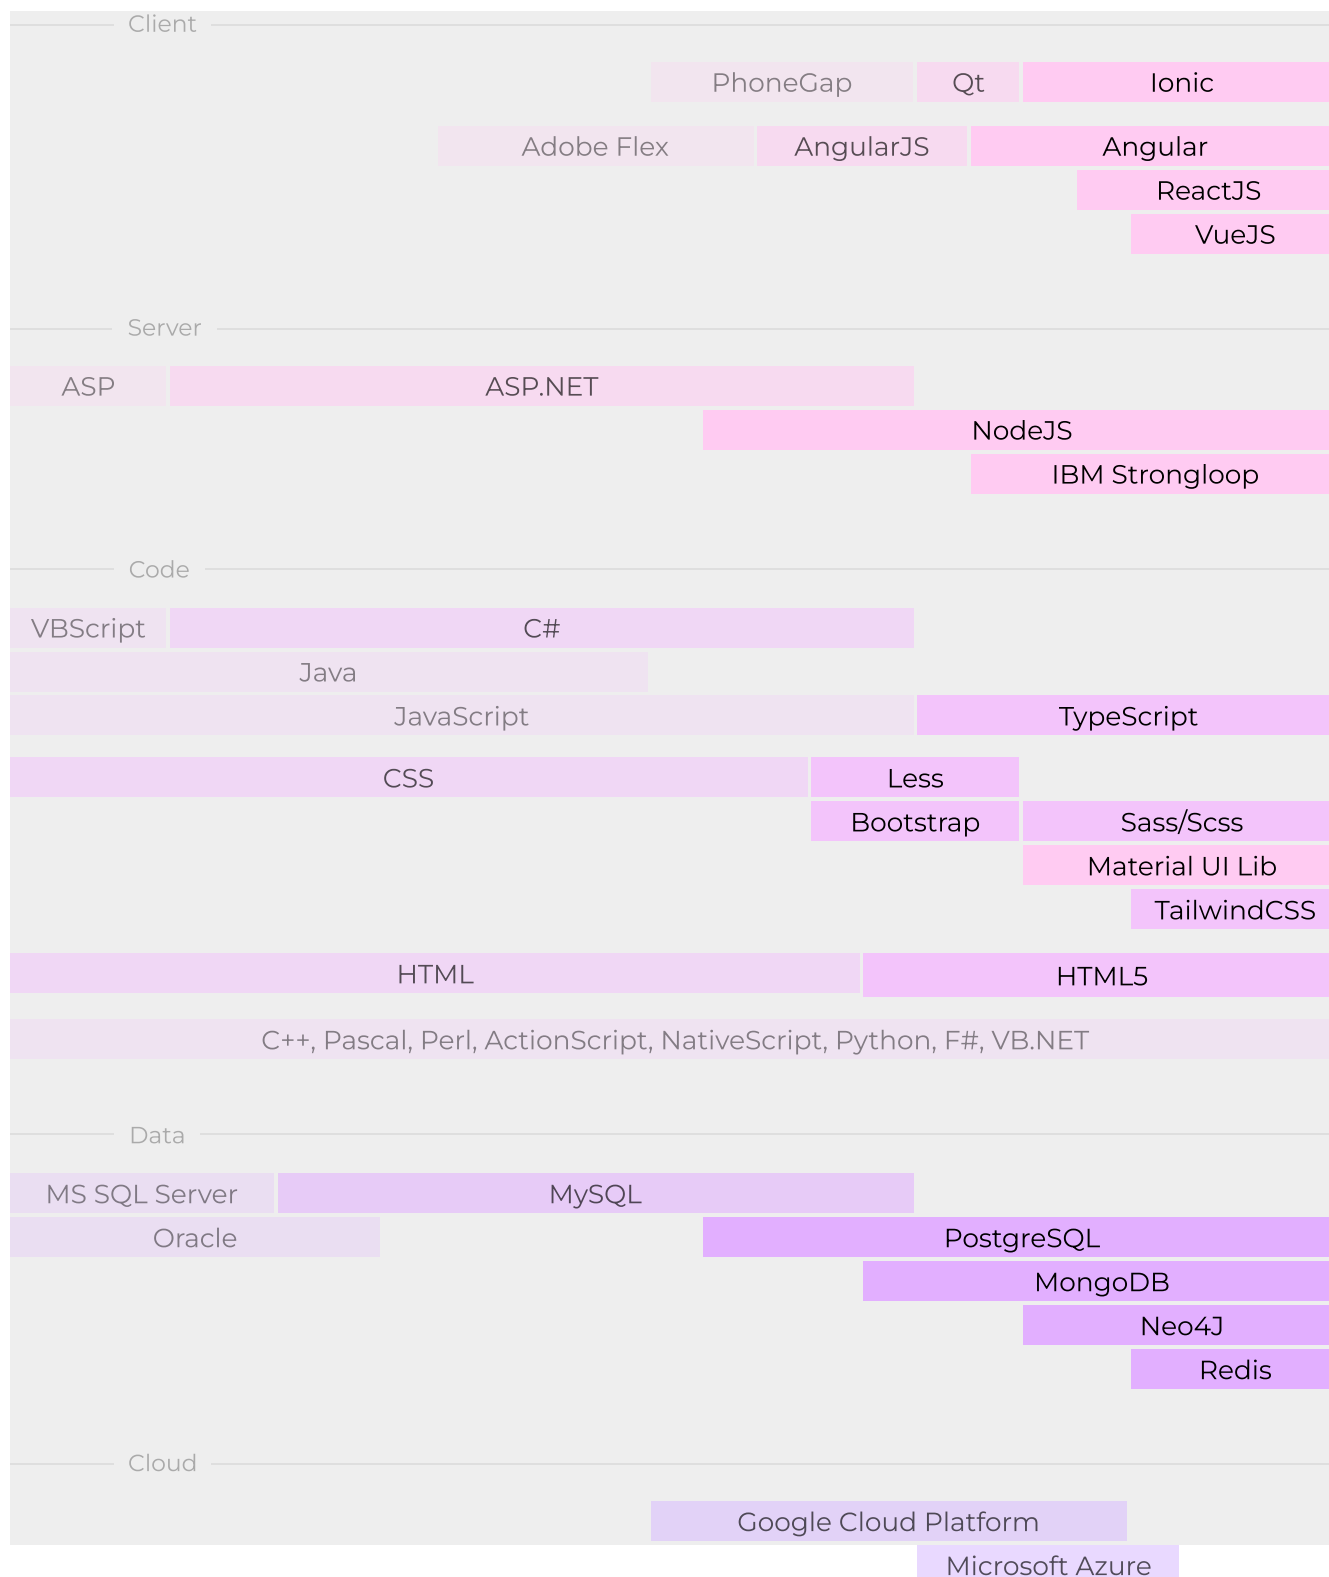 Client
PhoneGap Qt Ionic
Adobe Flex AngularJS Angular
ReactJS
VueJS
Server
ASP ASP.NET
NodeJS
IBM Strongloop
Code
VBScript C#
Java
JavaScript TypeScript
CSS Less
Bootstrap Sass/Scss
Material UI Lib
TailwindCSS
HTML HTML5
C++, Pascal, Perl, ActionScript, NativeScript, Python, F#, VB.NET
Data
MS SQL Server MySQL
Oracle PostgreSQL
MongoDB
Neo4J
Redis
Cloud
Google Cloud Platform
Microsoft Azure